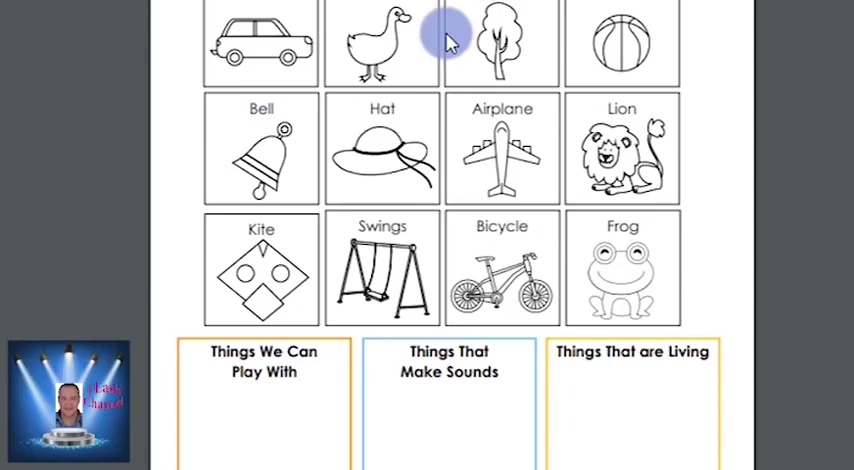 Bell
Hat
Airplane
Lion
Kite
Swings
Bicycle
Frog
Things We Can
Play With
Things That
Make Sounds
Things That are Living